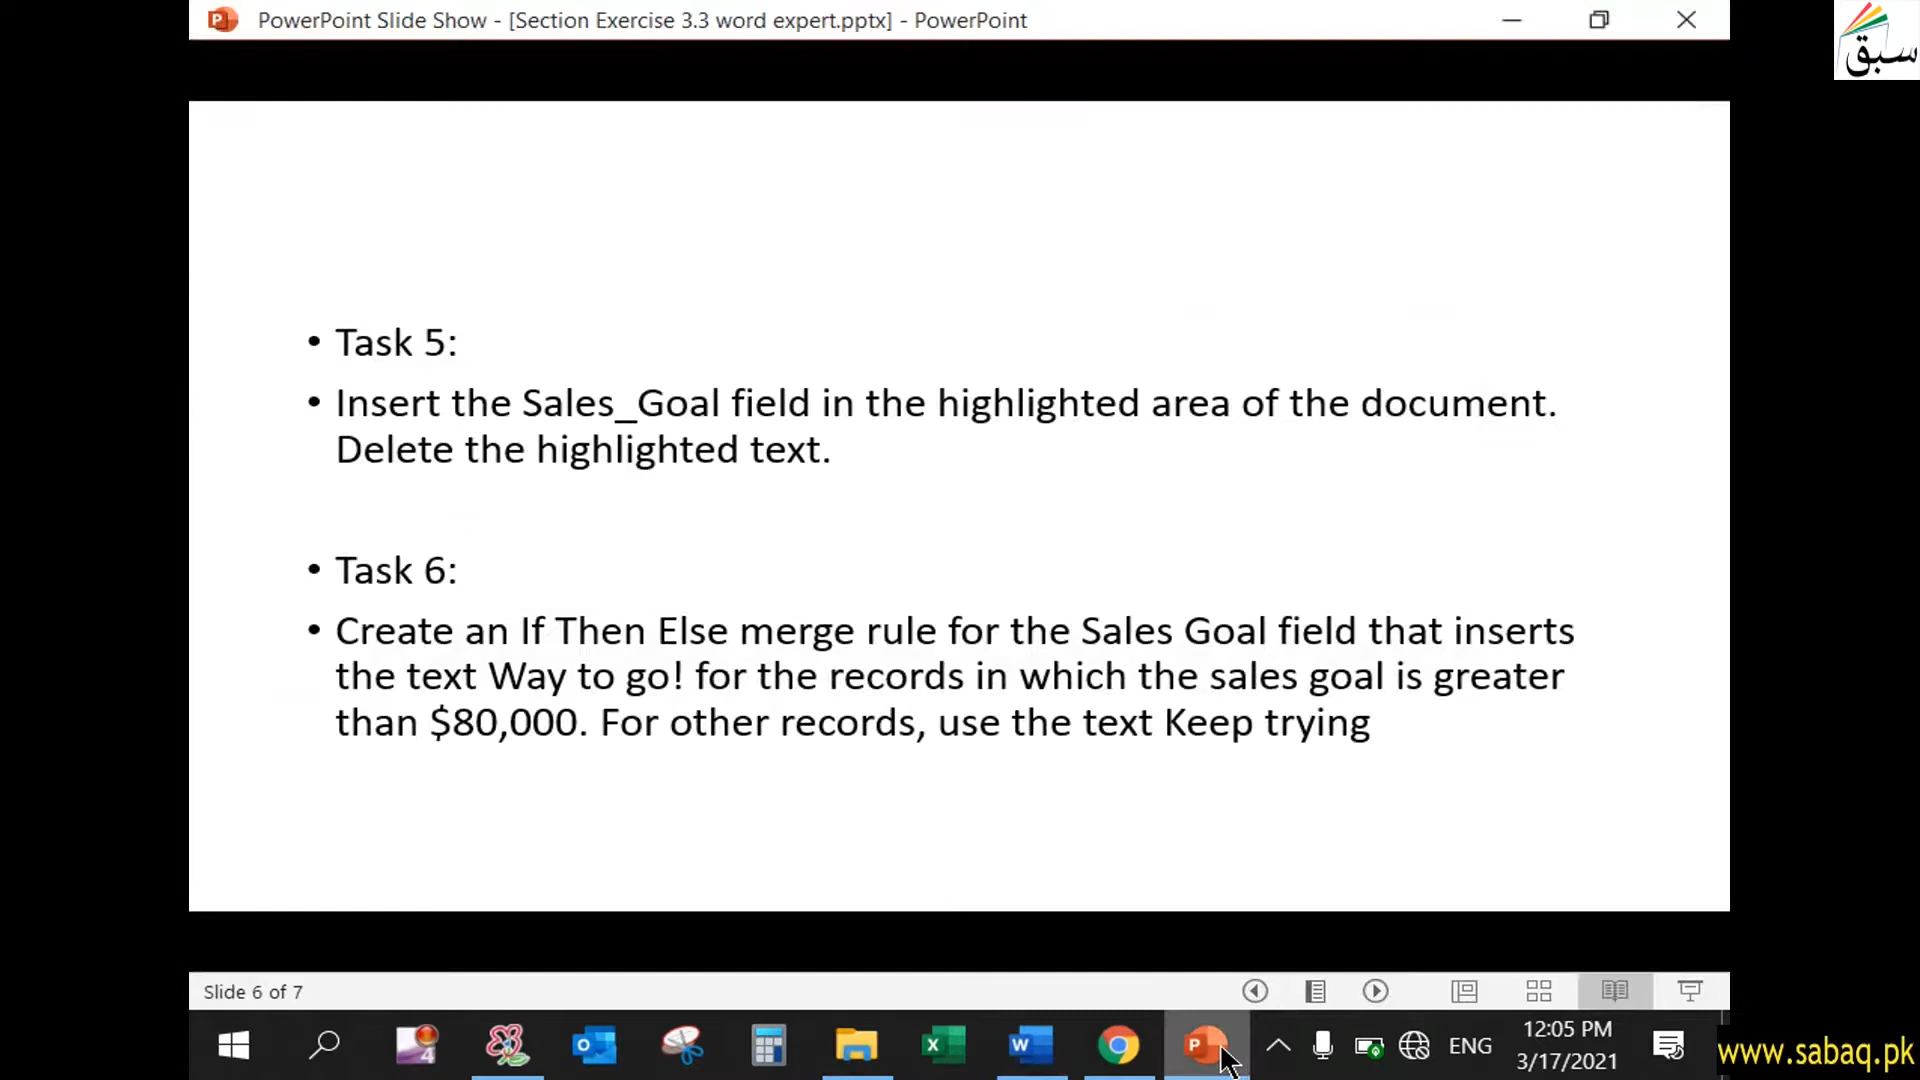 PowerPoint Slide Show - [Section Exercise 3.3 word expert.pptx] - PowerPoint
سبق
• Task 5:
• Insert the Sales_Goal field in the highlighted area of the document.
Delete the highlighted text.
• Task 6:
• Create an If Then Else merge rule for the Sales Goal field that inserts
the text Way to go! for the records in which the sales goal is greater
than $80,000. For other records, use the text Keep trying
Slide 6 of 7
ENG
12:05 PM
3/17/2021
www.sabaq.pk